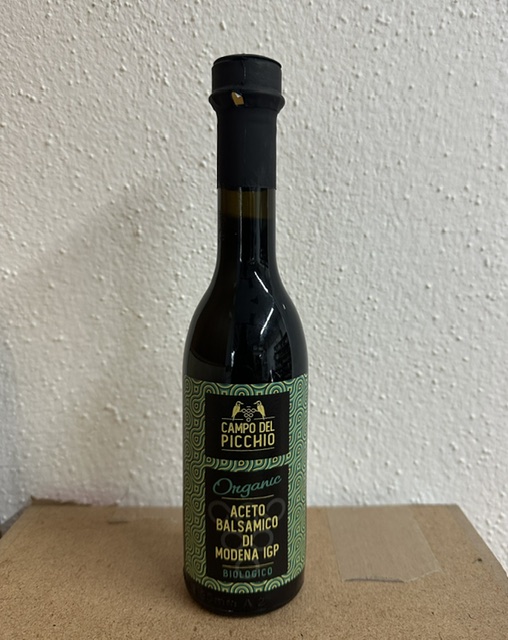 CAMPO DEL
PICCHIO
Organic
ACETO
BALSAMICO
DI
MODENA IGP
BIOLOGICO